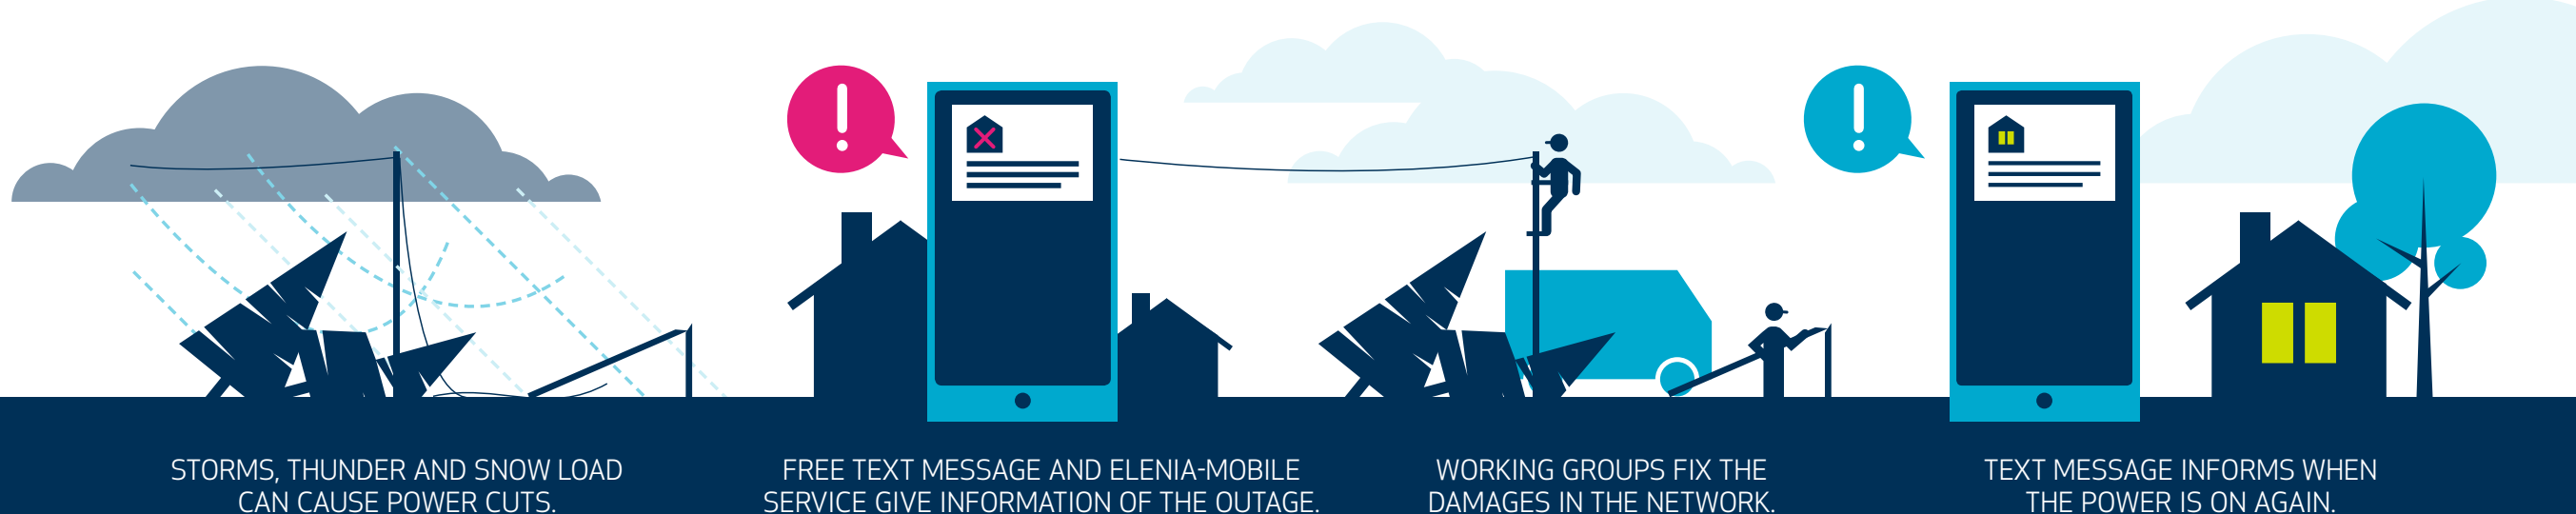 STORMS, THUNDER AND SNOW LOAD
CAN CAUSE POWER CUTS.
FREE TEXT MESSAGE AND ELENIA-MOBILE
SERVICE GIVE INFORMATION OF THE OUTAGE.
WORKING GROUPS FIX THE
DAMAGES IN THE NETWORK.
TEXT MESSAGE INFORMS WHEN
THE POWER IS ON AGAIN.